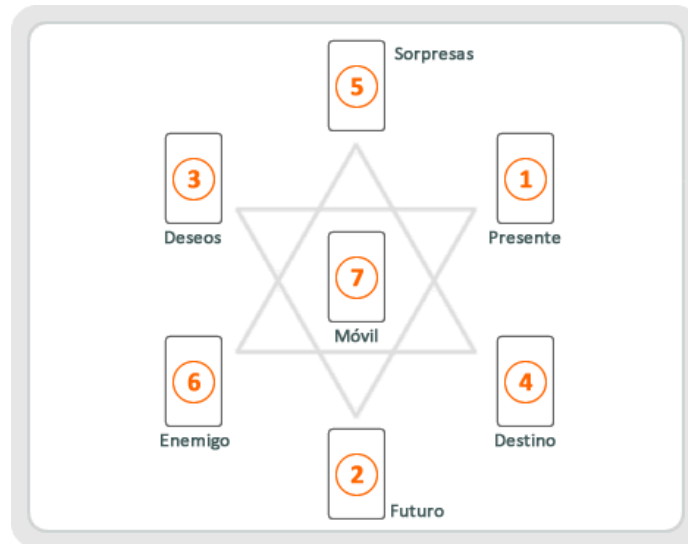 Sorpresas
5
3
1
Deseos
Presente
7
Móvil
6
4
Enemigo
Destino
2
Futuro